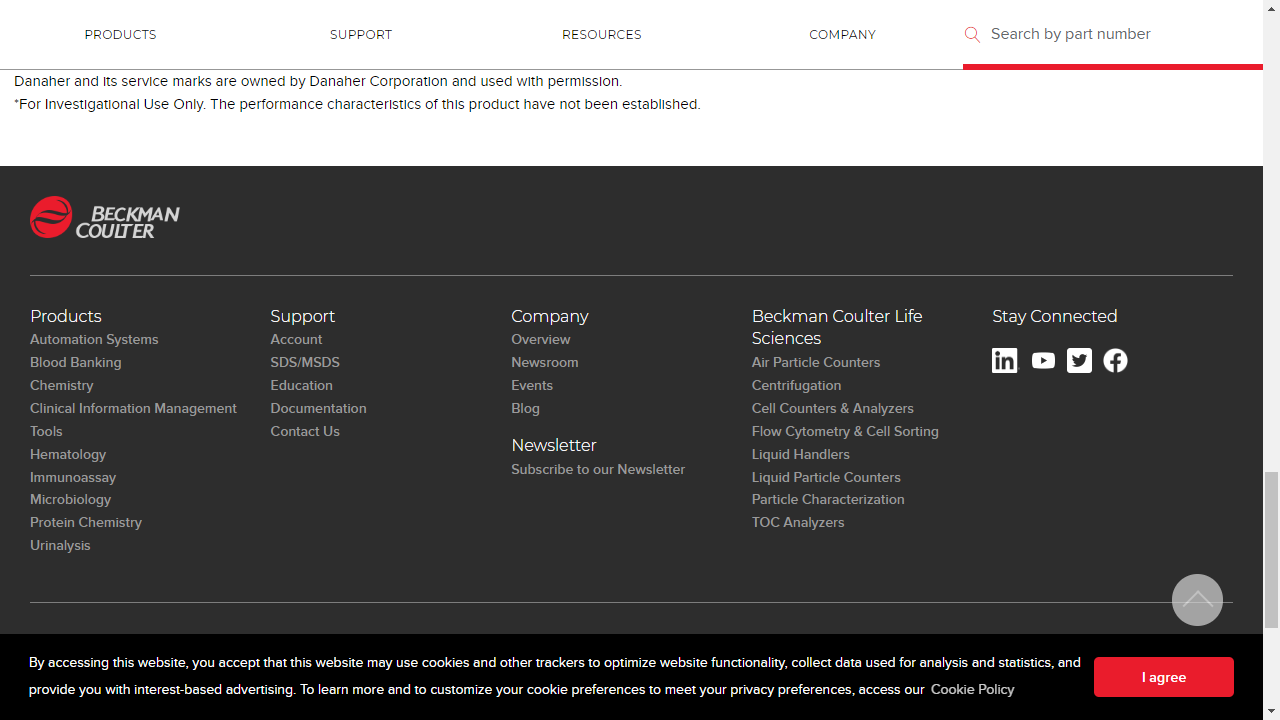 PRODUCTS
SUPPORT
RESOURCES
COMPANY
Search by part number
Danaher and its service marks are owned by Danaher Corporation and used with permission.
*For Investigational Use Only. The performance characteristics of this product have not been established.
BECKMAN
COULTER
Products
Automation Systems
Blood Banking
Chemistry
Clinical Information Management
Tools
Hematology
Immunoassay
Microbiology
Protein Chemistry
Urinalysis
Support
Account
SDS/MSDS
Education
Documentation
Contact Us
Company
Overview
Newsroom
Events
Blog
Newsletter
Subscribe to our Newsletter
Beckman Coulter Life
Sciences
Air Particle Counters
Centrifugation
Cell Counters & Analyzers
Flow Cytometry & Cell Sorting
Liquid Handlers
Liquid Particle Counters
Particle Characterization
TOC Analyzers
Stay Connected
in
By accessing this website, you accept that this website may use cookies and other trackers to optimize website functionality, collect data used for analysis and statistics, and
provide you with interest-based advertising. To learn more and to customize your cookie preferences to meet your privacy preferences, access our Cookie Policy
I agree